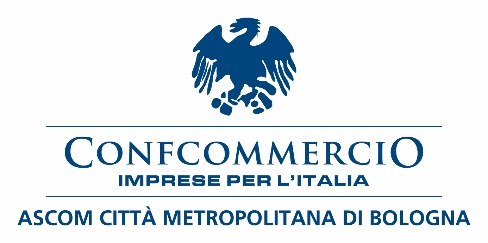 CONFCOMMERCIO
IMPRESE PER L'ITALIA
ASCOM CITTÀ METROPOLITANA DI BOLOGNA